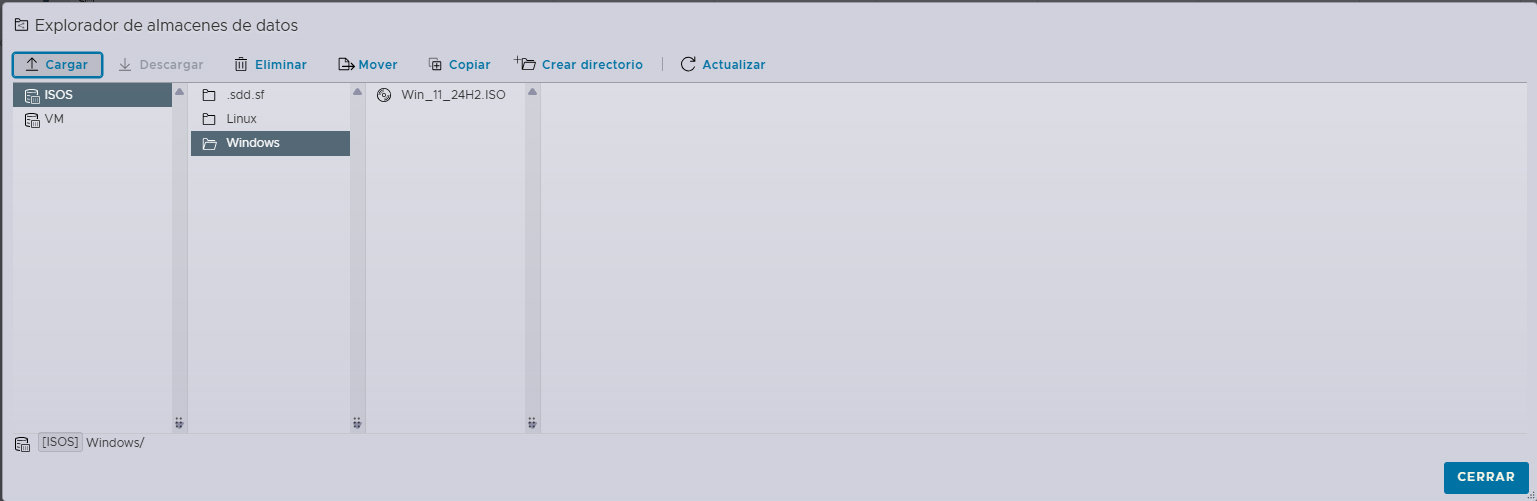 Explorador de almacenes de datos
Cargar Descargar Eliminar Mover Copiar Crear directorio Actualizar
ISOS .sdd.sf Win_11_24H2.ISO
VM Linux
Windows
[ISOS] Windows/
CERRAR